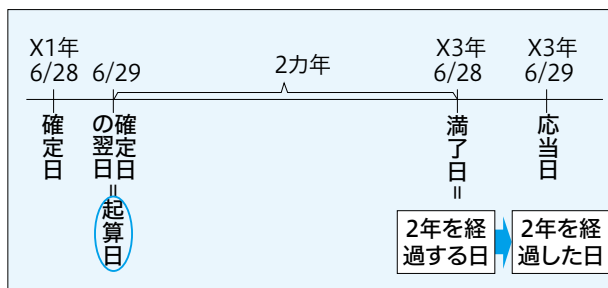 X1年
6/28
6/29
2カ年
X3年
6/28
X3年
6/29
確定日
確定日
の翌日=起算日
満了日=
応当日
2年を経
過する日
2年を経
過した日